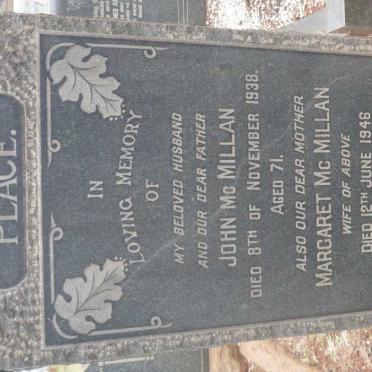 PLACE.
IN
LOVING MEMORY
OF
MY BELOVED HUSBAND
AND OUR DEAR FATHER
JOHN Mc MILLAN
DIED 8TH OF NOVEMBER 1938.
AGED 71.
ALSO OUR DEAR MOTHER
MARGARET Mc MILLAN
WIFE OF ABOVE
DIED 12TH JUNE 1946